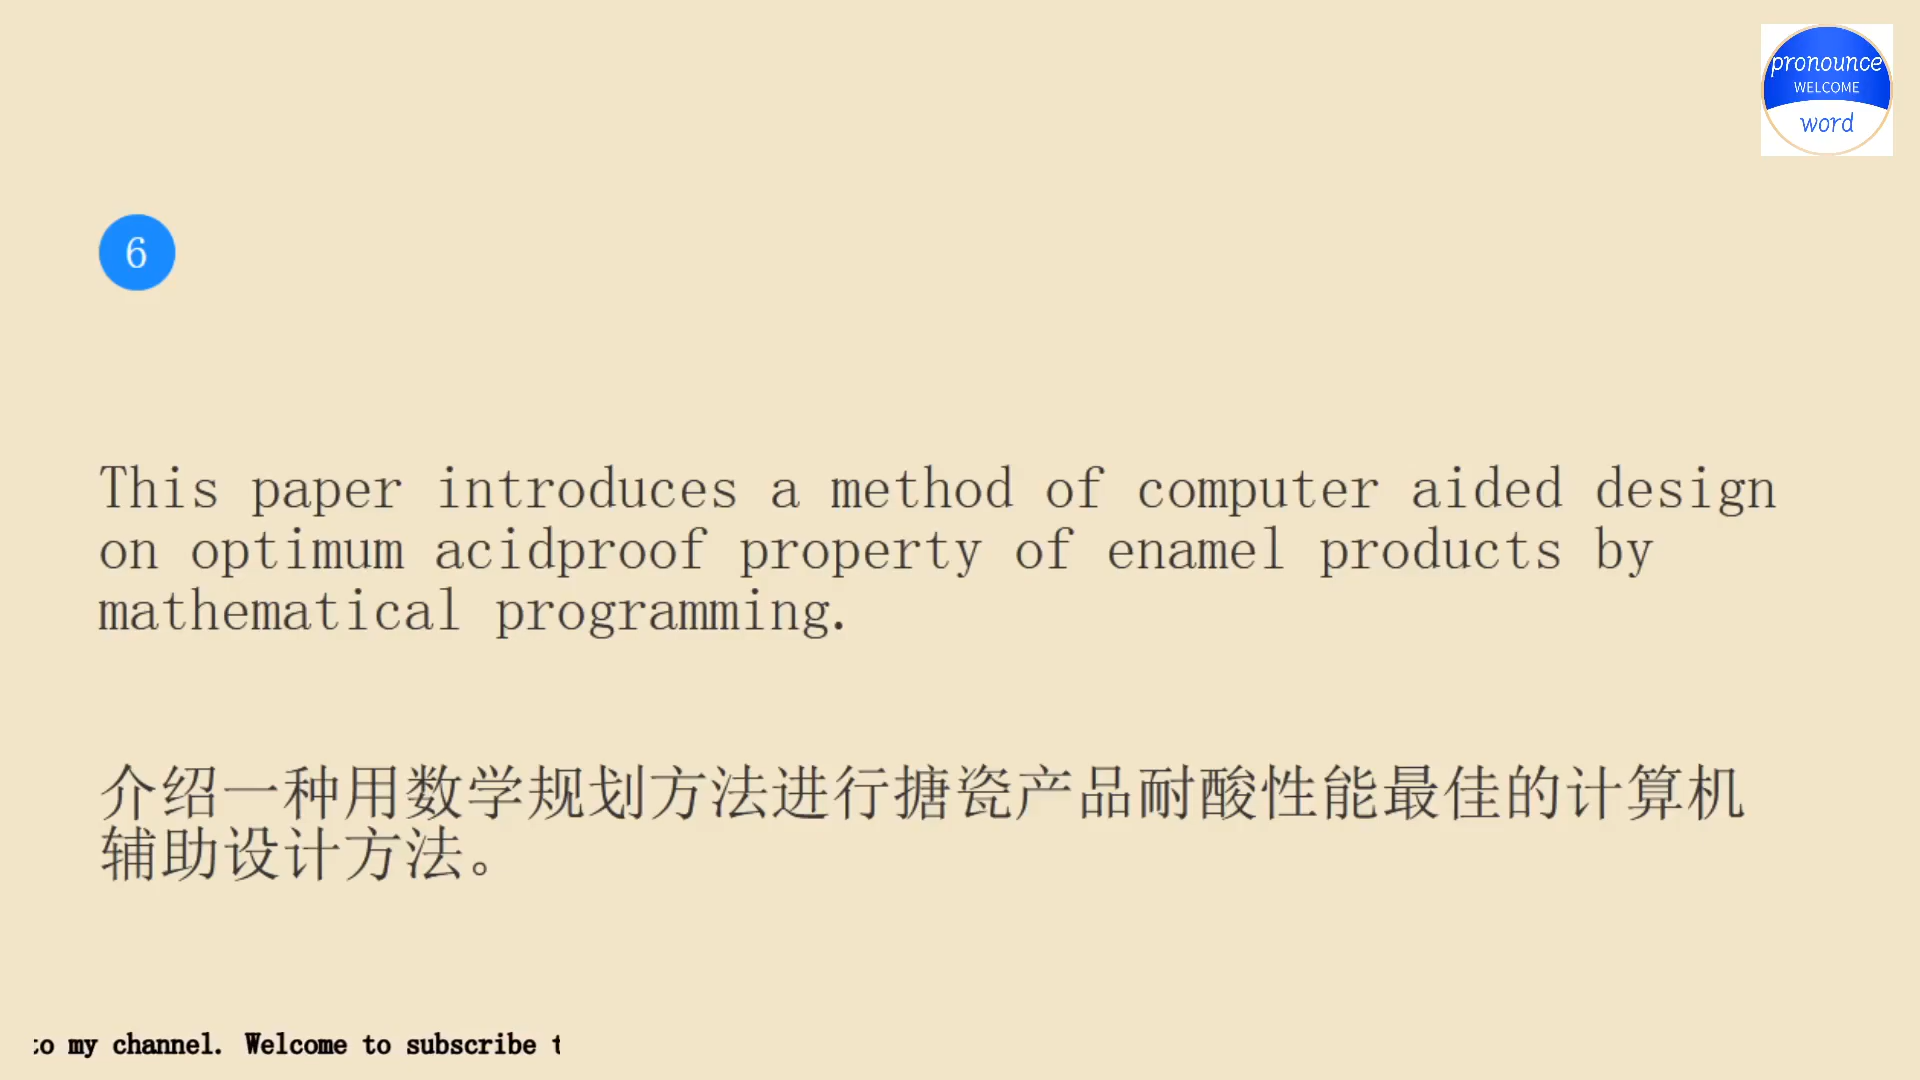 pronounce
WELCOME
word
6
This paper introduces a method of computer aided design
on optimum acidproof property of enamel products by
mathematical programming.
介绍一种用数学规划方法进行搪瓷产品耐酸性能最佳的计算机
辅助设计方法。
to my channel. Welcome to subscribe t